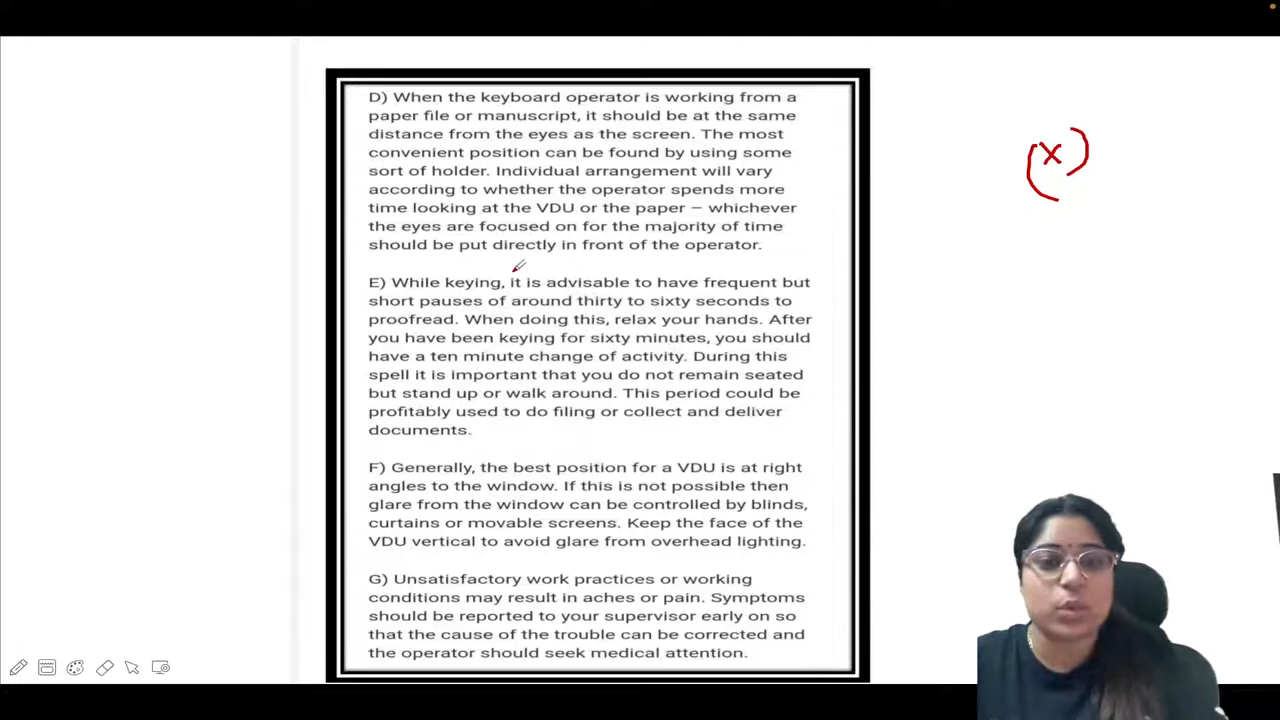 D) When the keyboard operator is working from a
paper file or manuscript, it should be at the same
distance from the eyes as the screen. The most
convenient position can be found by using some
sort of holder. Individual arrangement will vary
according to whether the operator spends more
time looking at the VDU or the paper – whichever
the eyes are focused on for the majority of time
should be put directly in front of the operator.
E) While keying, it is advisable to have frequent but
short pauses of around thirty to sixty seconds to
proofread. When doing this, relax your hands. After
you have been keying for sixty minutes, you should
have a ten minute change of activity. During this
spell it is important that you do not remain seated
but stand up or walk around. This period could be
profitably used to do filing or collect and deliver
documents.
F) Generally, the best position for a VDU is at right
angles to the window. If this is not possible then
glare from the window can be controlled by blinds,
curtains or movable screens. Keep the face of the
VDU vertical to avoid glare from overhead lighting.
G) Unsatisfactory work practices or working
conditions may result in aches or pain. Symptoms
should be reported to your supervisor early on so
that the cause of the trouble can be corrected and
the operator should seek medical attention.
(x)